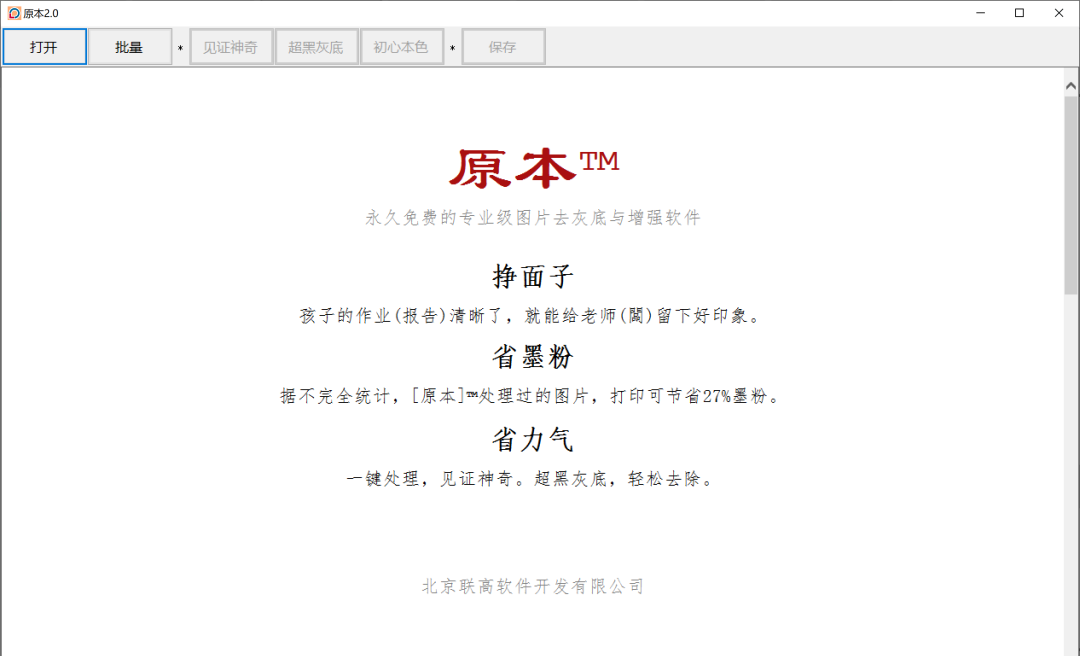 原本2.0
打开 批量 * 见证神奇 超黑灰底 初心本色 * 保存
原本™
永久免费的专业级图片去灰底与增强软件
挣面子
孩子的作业(报告)清晰了，就能给老师(闆)留下好印象。
省墨粉
据不完全统计，[原本]™处理过的图片，打印可节省27%墨粉。
省力气
一键处理，见证神奇。超黑灰底，轻松去除。
北京联高软件开发有限公司